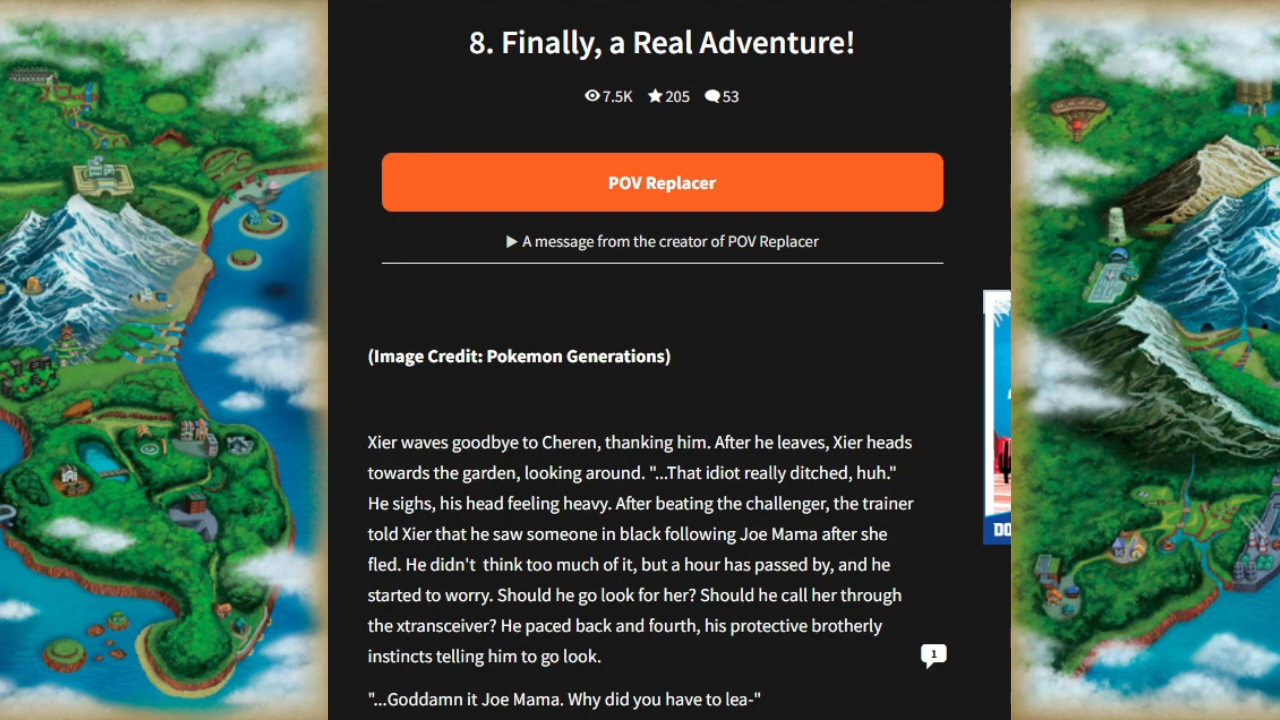 8. Finally, a Real Adventure!
7.5K 205 53
POV Replacer
▶ A message from the creator of POV Replacer
(Image Credit: Pokemon Generations)
Xier waves goodbye to Cheren, thanking him. After he leaves, Xier heads
towards the garden, looking around. "...That idiot really ditched, huh."
He sighs, his head feeling heavy. After beating the challenger, the trainer
told Xier that he saw someone in black following Joe Mama after she
fled. He didn't think too much of it, but a hour has passed by, and he
started to worry. Should he go look for her? Should he call her through
the xtransceiver? He paced back and fourth, his protective brotherly
instincts telling him to go look.
1
"...Goddamn it Joe Mama. Why did you have to lea-"